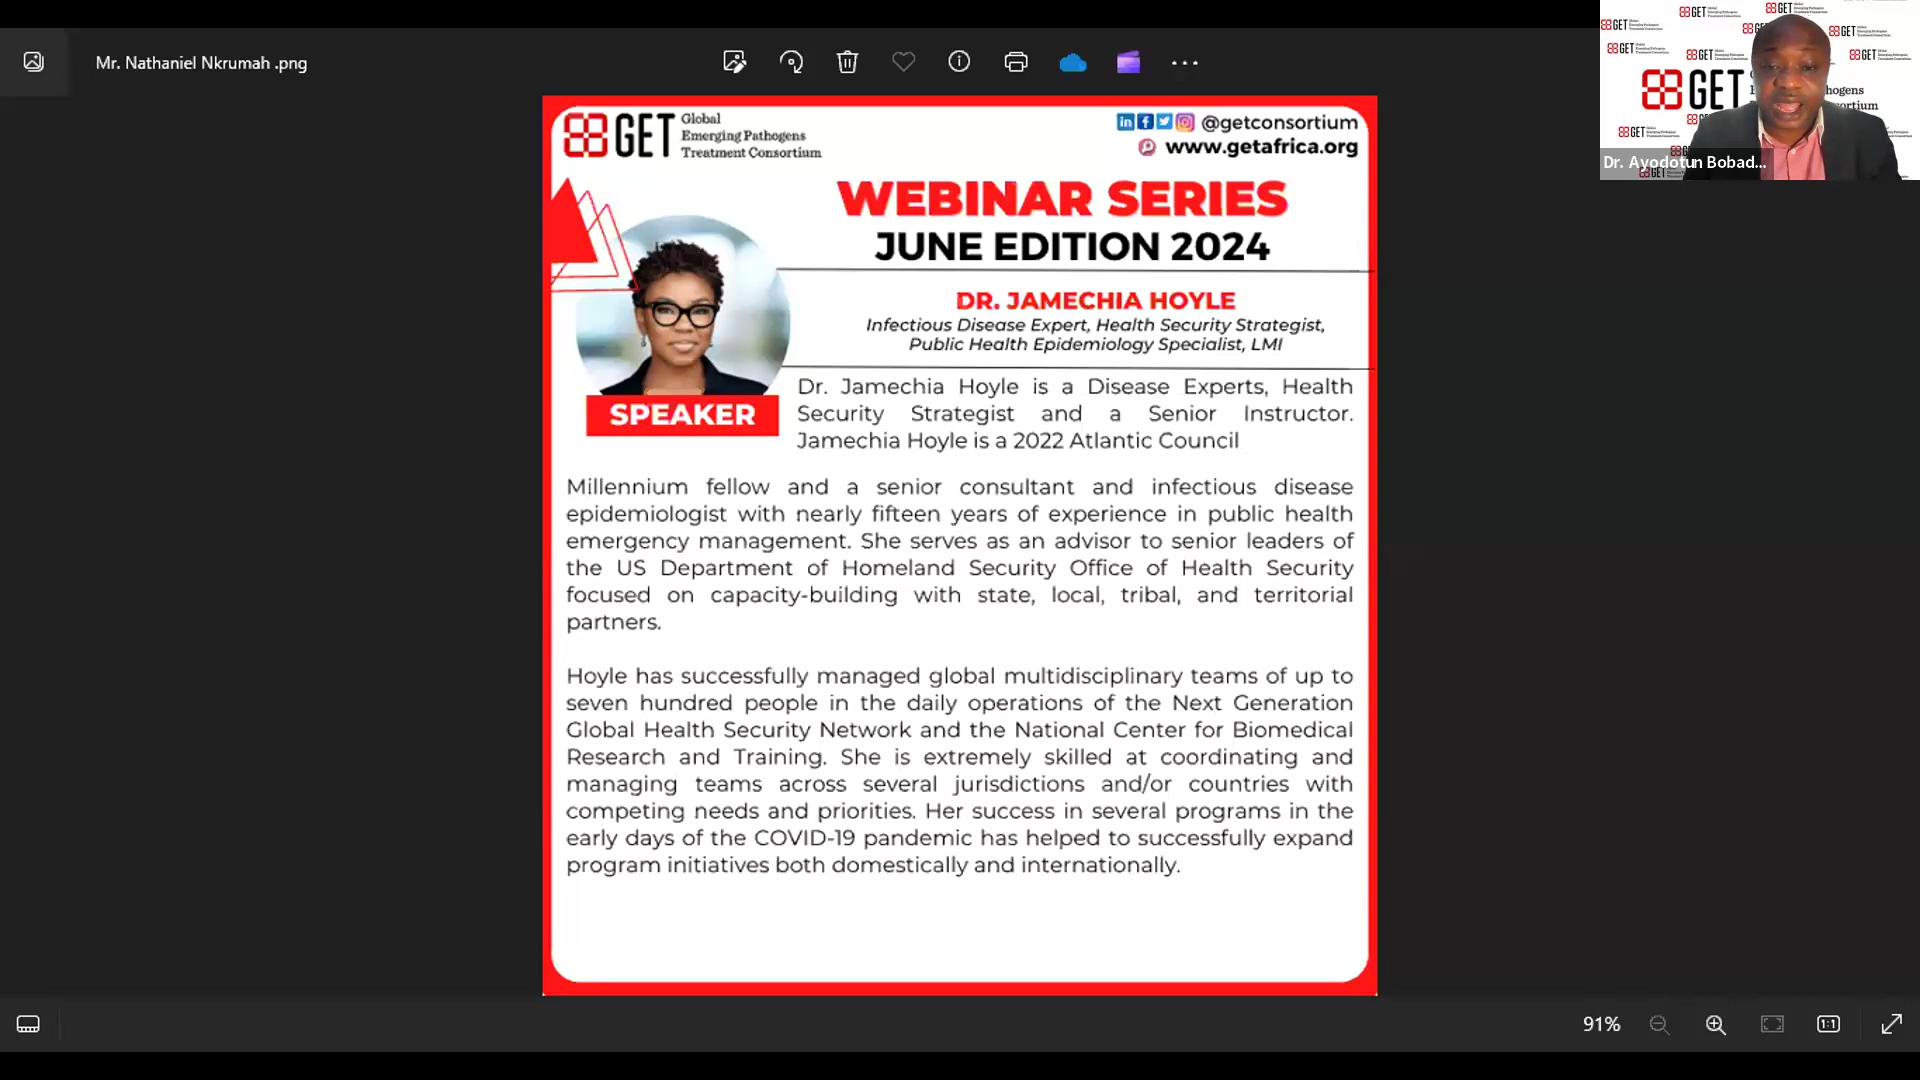 Mr. Nathaniel Nkrumah .png
GET
Global
Emerging Pathogens
Treatment Consortium
@getconsortium
www.getafrica.org
WEBINAR SERIES
JUNE EDITION 2024
DR. JAMECHIA HOYLE
Infectious Disease Expert, Health Security Strategist,
Public Health Epidemiology Specialist, LMI
SPEAKER
Dr. Jamechia Hoyle is a Disease Experts, Health
Security Strategist and a Senior Instructor.
Jamechia Hoyle is a 2022 Atlantic Council
Millennium fellow and a senior consultant and infectious disease
epidemiologist with nearly fifteen years of experience in public health
emergency management. She serves as an advisor to senior leaders of
the US Department of Homeland Security Office of Health Security
focused on capacity-building with state, local, tribal, and territorial
partners.
Hoyle has successfully managed global multidisciplinary teams of up to
seven hundred people in the daily operations of the Next Generation
Global Health Security Network and the National Center for Biomedical
Research and Training. She is extremely skilled at coordinating and
managing teams across several jurisdictions and/or countries with
competing needs and priorities. Her success in several programs in the
early days of the COVID-19 pandemic has helped to successfully expand
program initiatives both domestically and internationally.
GET
Dr. Ayodotun Bobad...
91%
1:1